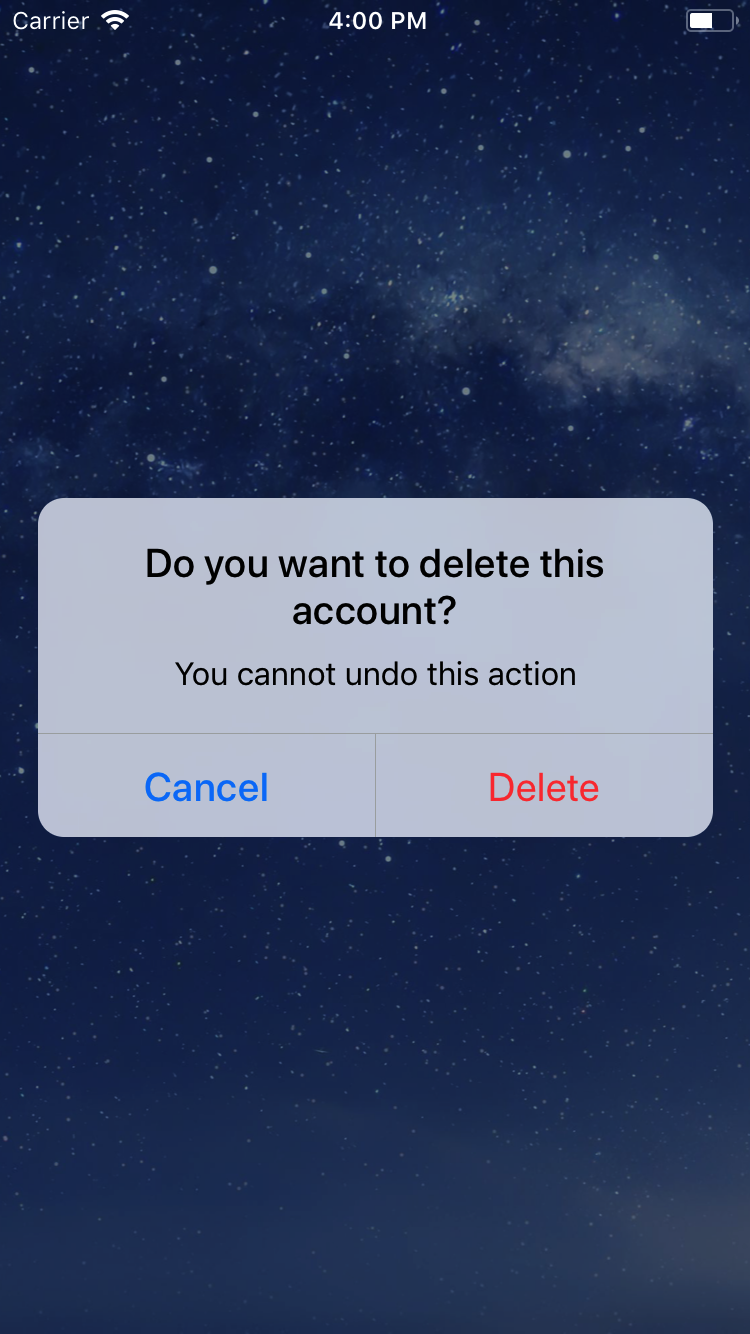 Carrier 4:00 PM
Do you want to delete this
account?
You cannot undo this action
Cancel Delete